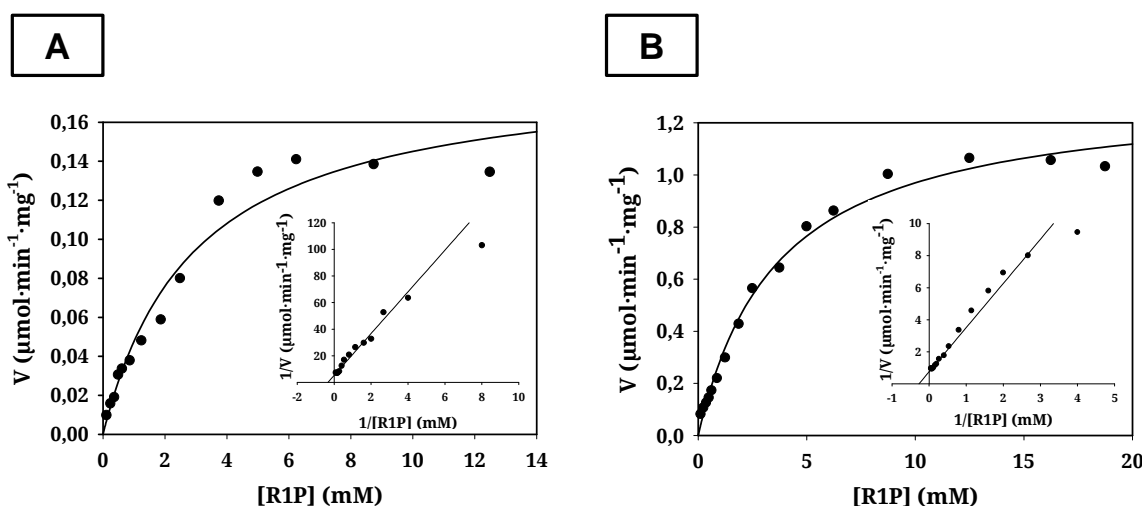 A
B
V (µmol·min-1·mg-1)
0,16
0,14
0,12
0,10
0,08
0,06
0,04
0,02
0,00
0 2 4 6 8 10 12 14
[R1P] (mM)
1/V (µmol·min-1·mg-1)
120
100
80
60
40
20
-2 0 2 4 6 8 10
1/[R1P] (mM)
V (µmol·min-1·mg-1)
1,2
1,0
0,8
0,6
0,4
0,2
0,0
0 5 10 15 20
[R1P] (mM)
1/V (µmol·min-1·mg-1)
10
8
6
4
2
-1 0 1 2 3 4 5
1/[R1P] (mM)